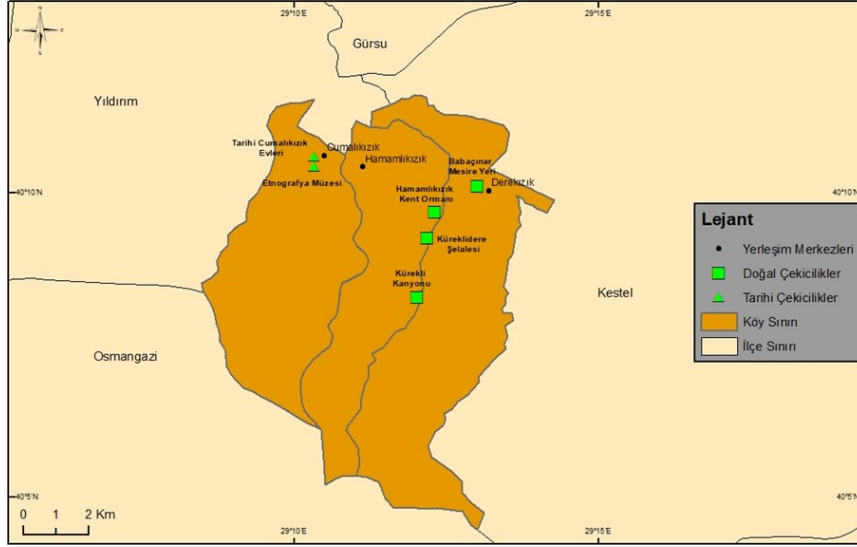 29°10'E
29°15'E
N
W
E
S
Gürsu
Yıldırım
Tarihi Cumalıkızık
Evleri
Cumalıkızık
Hamamlıkızık
Etnografya Müzesi
Babaçınar
Mesire Yeri
Derekızık
Hamamlıkızık
Kent Ormanı
40°10'N
40°10'N
Küreklidere
Şelalesi
Kürekli
Kanyonu
Kestel
Osmangazi
Lejant
Yerleşim Merkezleri
Doğal Çekicilikler
Tarihi Çekicilikler
Köy Sınırı
İlçe Sınırı
40°5'N
40°5'N
0 1 2 Km
29°10'E
29°15'E